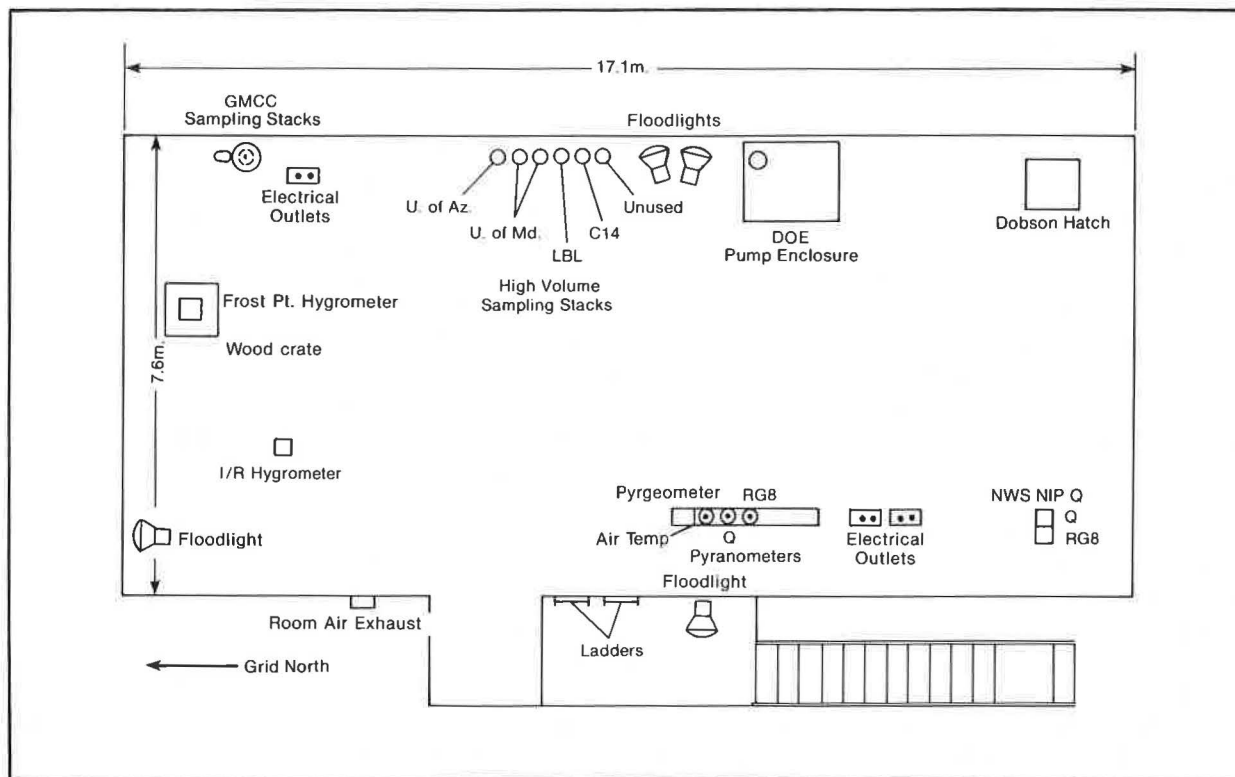 17.1m.
GMCC
Sampling Stacks
Floodlights
Electrical
Outlets
U. of Az.
U. of Md.
LBL
C14
Unused
High Volume
Sampling Stacks
DOE
Pump Enclosure
Dobson Hatch
Frost Pt. Hygrometer
Wood crate
7.6m.
I/R Hygrometer
Floodlight
Pyrgeometer
RG8
Air Temp
Q
Pyranometers
Electrical
Outlets
NWS NIP Q
Q
RG8
Floodlight
Room Air Exhaust
Ladders
Grid North